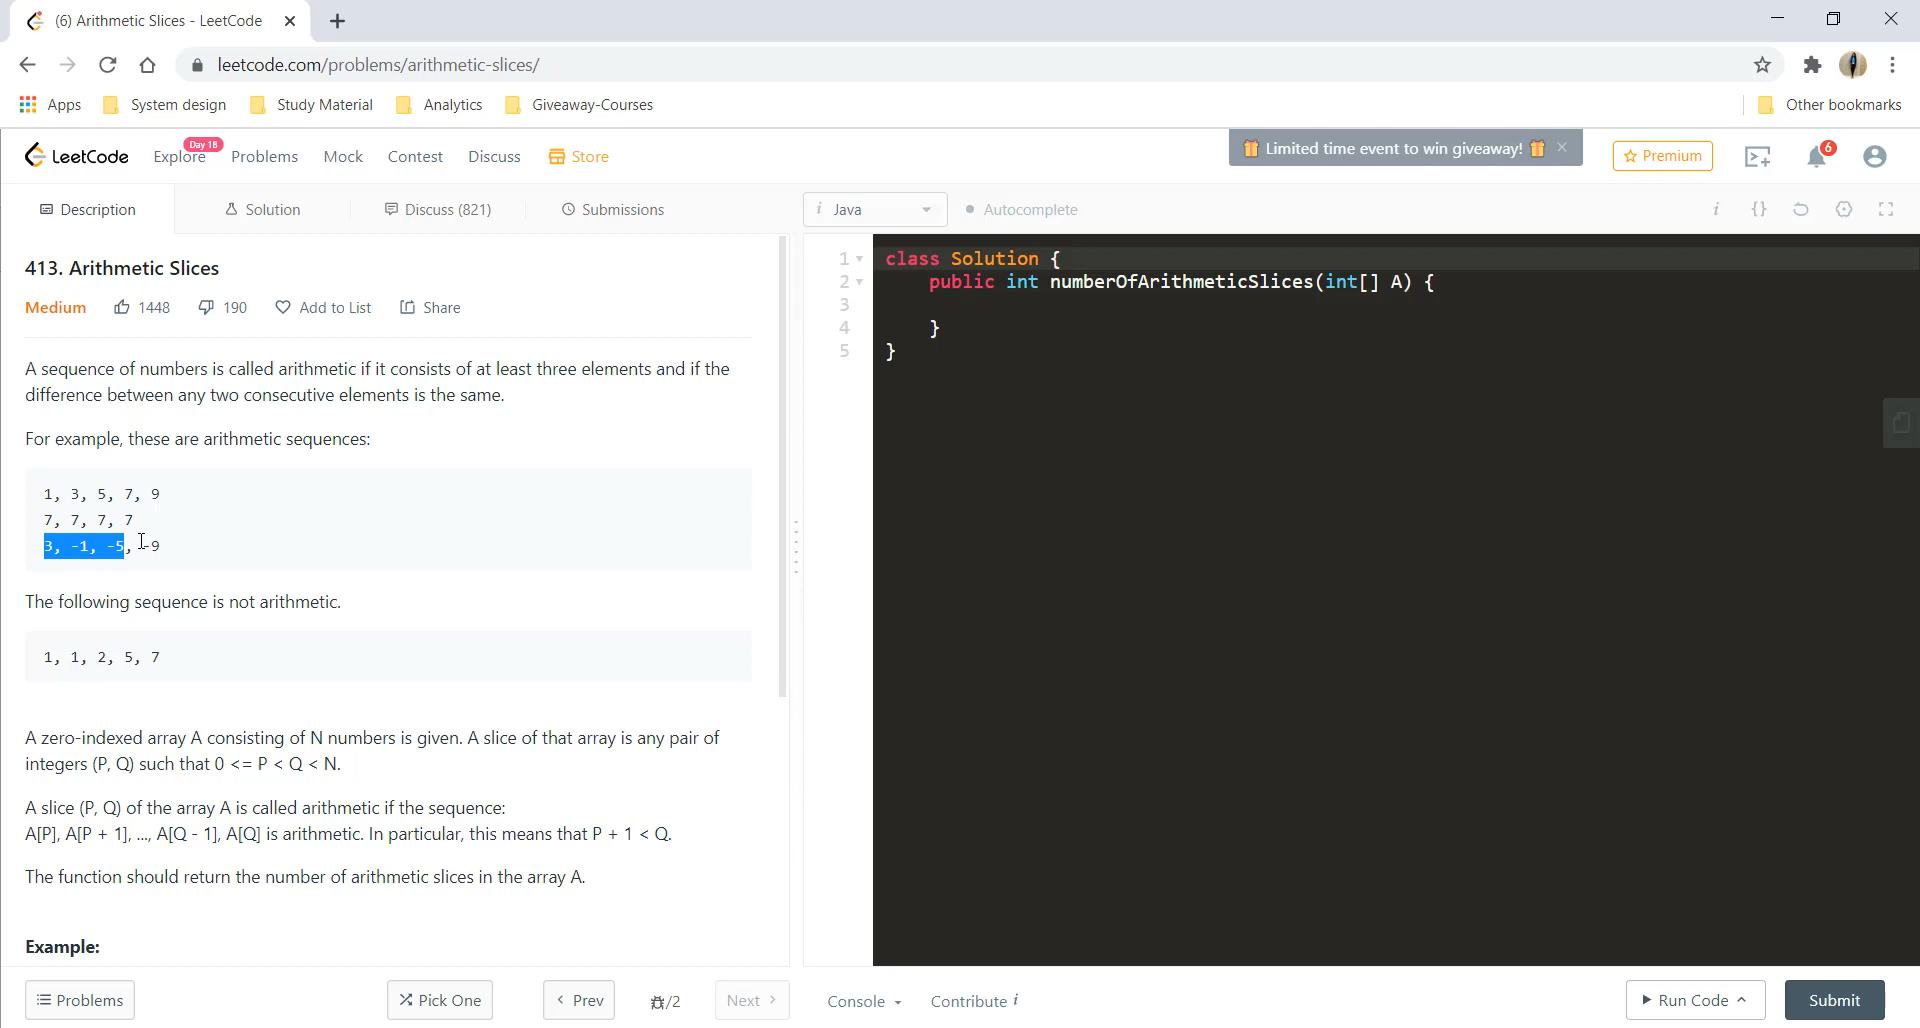 (6) Arithmetic Slices - LeetCode
leetcode.com/problems/arithmetic-slices/
Apps System design Study Material Analytics Giveaway-Courses Other bookmarks
LeetCode Explore Day 18 Problems Mock Contest Discuss Store Limited time event to win giveaway! Premium 6
Description Solution Discuss (821) Submissions i Java Autocomplete i {}
413. Arithmetic Slices
Medium 1448 190 Add to List Share
A sequence of numbers is called arithmetic if it consists of at least three elements and if the
difference between any two consecutive elements is the same.
For example, these are arithmetic sequences:
1, 3, 5, 7, 9
7, 7, 7, 7
3, -1, -5, -9
The following sequence is not arithmetic.
1, 1, 2, 5, 7
A zero-indexed array A consisting of N numbers is given. A slice of that array is any pair of
integers (P, Q) such that 0 <= P < Q < N.
A slice (P, Q) of the array A is called arithmetic if the sequence:
A[P], A[P + 1], ..., A[Q - 1], A[Q] is arithmetic. In particular, this means that P + 1 < Q.
The function should return the number of arithmetic slices in the array A.
Example:
1 class Solution {
2 public int numberOfArithmeticSlices(int[] A) {
3
4 }
5 }
Problems Pick One Prev /2 Next Console Contribute i Run Code Submit